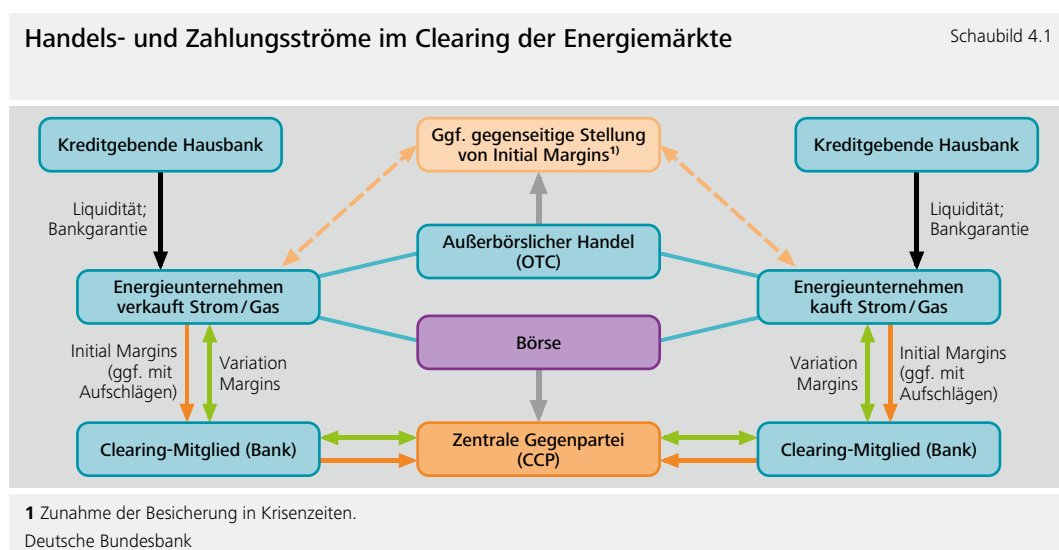 Handels- und Zahlungsströme im Clearing der Energiemärkte
Schaubild 4.1
Kreditgebende Hausbank
Ggf. gegenseitige Stellung
von Initial Margins¹⁾
Kreditgebende Hausbank
Liquidität;
Bankgarantie
Liquidität;
Bankgarantie
Außerbörslicher Handel
(OTC)
Energieunternehmen
verkauft Strom/Gas
Energieunternehmen
kauft Strom/Gas
Börse
Initial Margins
(ggf. mit
Aufschlägen)
Variation
Margins
Variation
Margins
Initial Margins
(ggf. mit
Aufschlägen)
Clearing-Mitglied (Bank)
Zentrale Gegenpartei
(CCP)
Clearing-Mitglied (Bank)
1 Zunahme der Besicherung in Krisenzeiten.
Deutsche Bundesbank